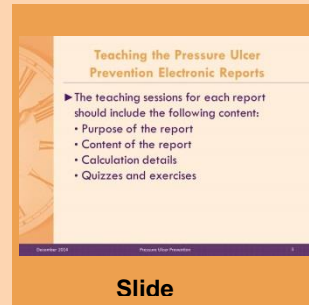 Teaching the Pressure Ulcer
Prevention Electronic Reports
►The teaching sessions for each report
should include the following content:
• Purpose of the report
• Content of the report
• Calculation details
• Quizzes and exercises
December 2014 Pressure Ulcer Prevention
Slide